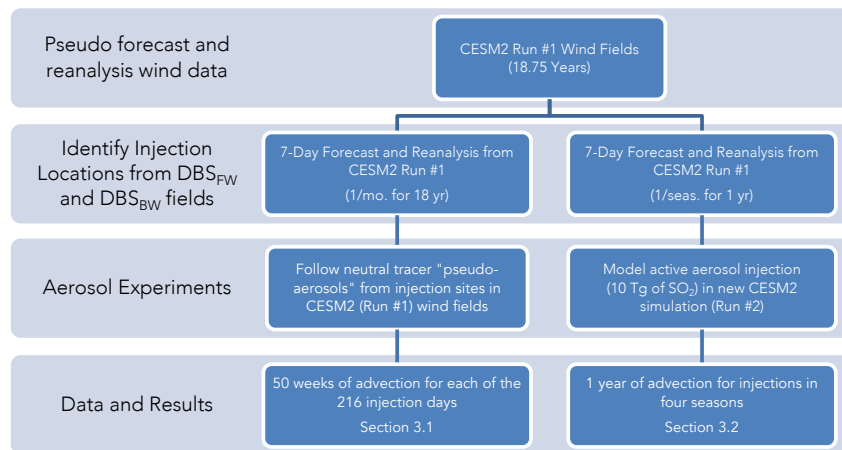 Pseudo forecast and
reanalysis wind data
CESM2 Run #1 Wind Fields
(18.75 Years)
Identify Injection
Locations from DBS_FW
and DBS_BW fields
7-Day Forecast and Reanalysis from
CESM2 Run #1
(1/mo. for 18 yr)
7-Day Forecast and Reanalysis from
CESM2 Run #1
(1/seas. for 1 yr)
Aerosol Experiments
Follow neutral tracer "pseudo-
aerosols" from injection sites in
CESM2 (Run #1) wind fields
Model active aerosol injection
(10 Tg of SO₂) in new CESM2
simulation (Run #2)
Data and Results
50 weeks of advection for each of the
216 injection days
Section 3.1
1 year of advection for injections in
four seasons
Section 3.2